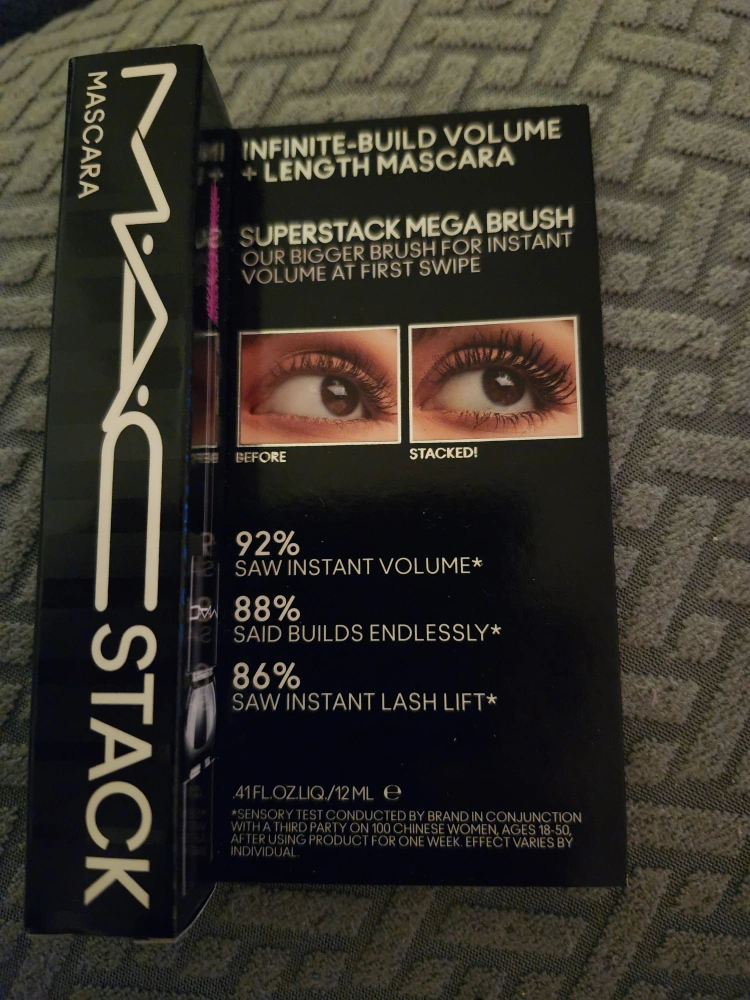 MASCARA
MAC
STACK
INFINITE-BUILD VOLUME
+ LENGTH MASCARA
SUPERSTACK MEGA BRUSH
OUR BIGGER BRUSH FOR INSTANT
VOLUME AT FIRST SWIPE
BEFORE
STACKED!
92%
SAW INSTANT VOLUME*
88%
SAID BUILDS ENDLESSLY*
86%
SAW INSTANT LASH LIFT*
.41 FL.OZ.LIQ./12 ML ℮
*SENSORY TEST CONDUCTED BY BRAND IN CONJUNCTION
WITH A THIRD PARTY ON 100 CHINESE WOMEN, AGES 18-50,
AFTER USING PRODUCT FOR ONE WEEK. EFFECT VARIES BY
INDIVIDUAL.